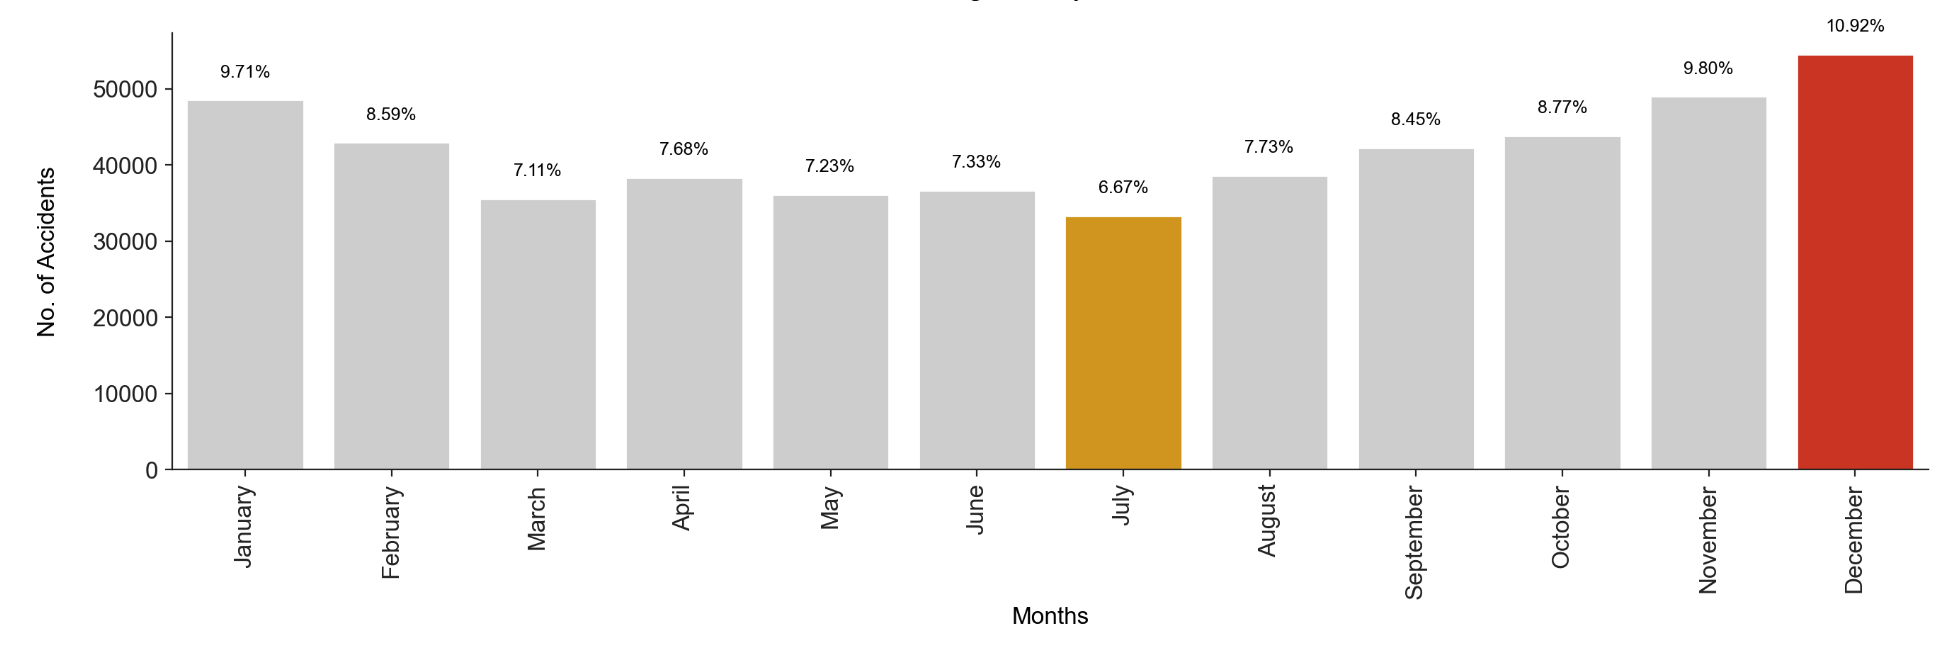 10.92%
9.71%
9.80%
8.59%
8.77%
8.45%
7.68%
7.73%
7.11%
7.23%
7.33%
6.67%
50000
40000
30000
20000
10000
0
No. of Accidents
January
February
March
April
May
June
July
August
September
October
November
December
Months